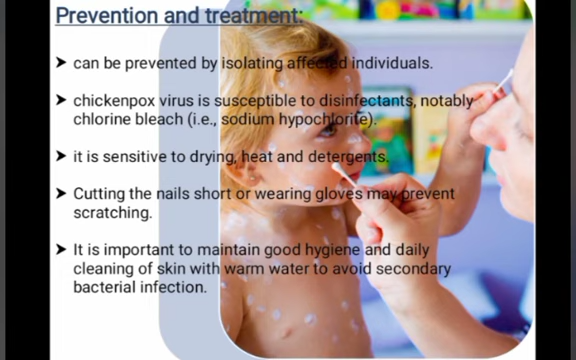 Prevention and treatment:
➤ can be prevented by isolating affected individuals.
➤ chickenpox virus is susceptible to disinfectants, notably
chlorine bleach (i.e., sodium hypochlorite).
➤ it is sensitive to drying, heat and detergents.
➤ Cutting the nails short or wearing gloves may prevent
scratching.
➤ It is important to maintain good hygiene and daily
cleaning of skin with warm water to avoid secondary
bacterial infection.